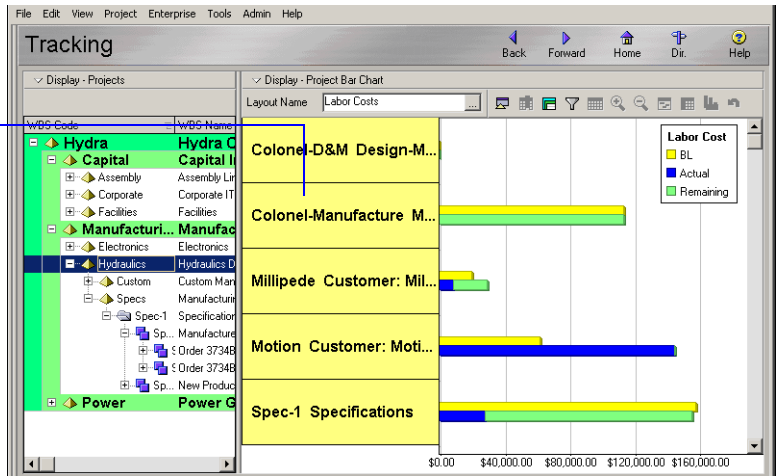 File Edit View Project Enterprise Tools Admin Help
Tracking
Back Forward Home Dir. Help
Display - Projects
Display - Project Bar Chart
Layout Name Labor Costs ...
WBS Code WBS Name
Hydra Hydra C
Capital Capital I
Assembly Assembly Lin
Corporate Corporate IT
Facilities Facilities
Manufacturi... Manufac
Electronics Electronics
Hydraulics Hydraulics D
Custom Custom Man
Specs Manufacturin
Spec-1 Specification
Sp... Manufacture
Order 3734B
Order 3734B
Sp... New Produc
Power Power G
Colonel-D&M Design-M...
Colonel-Manufacture M...
Millipede Customer: Mil...
Motion Customer: Moti...
Spec-1 Specifications
Labor Cost
BL
Actual
Remaining
$0.00 $40,000.00 $80,000.00 $120,000.00 $160,000.00